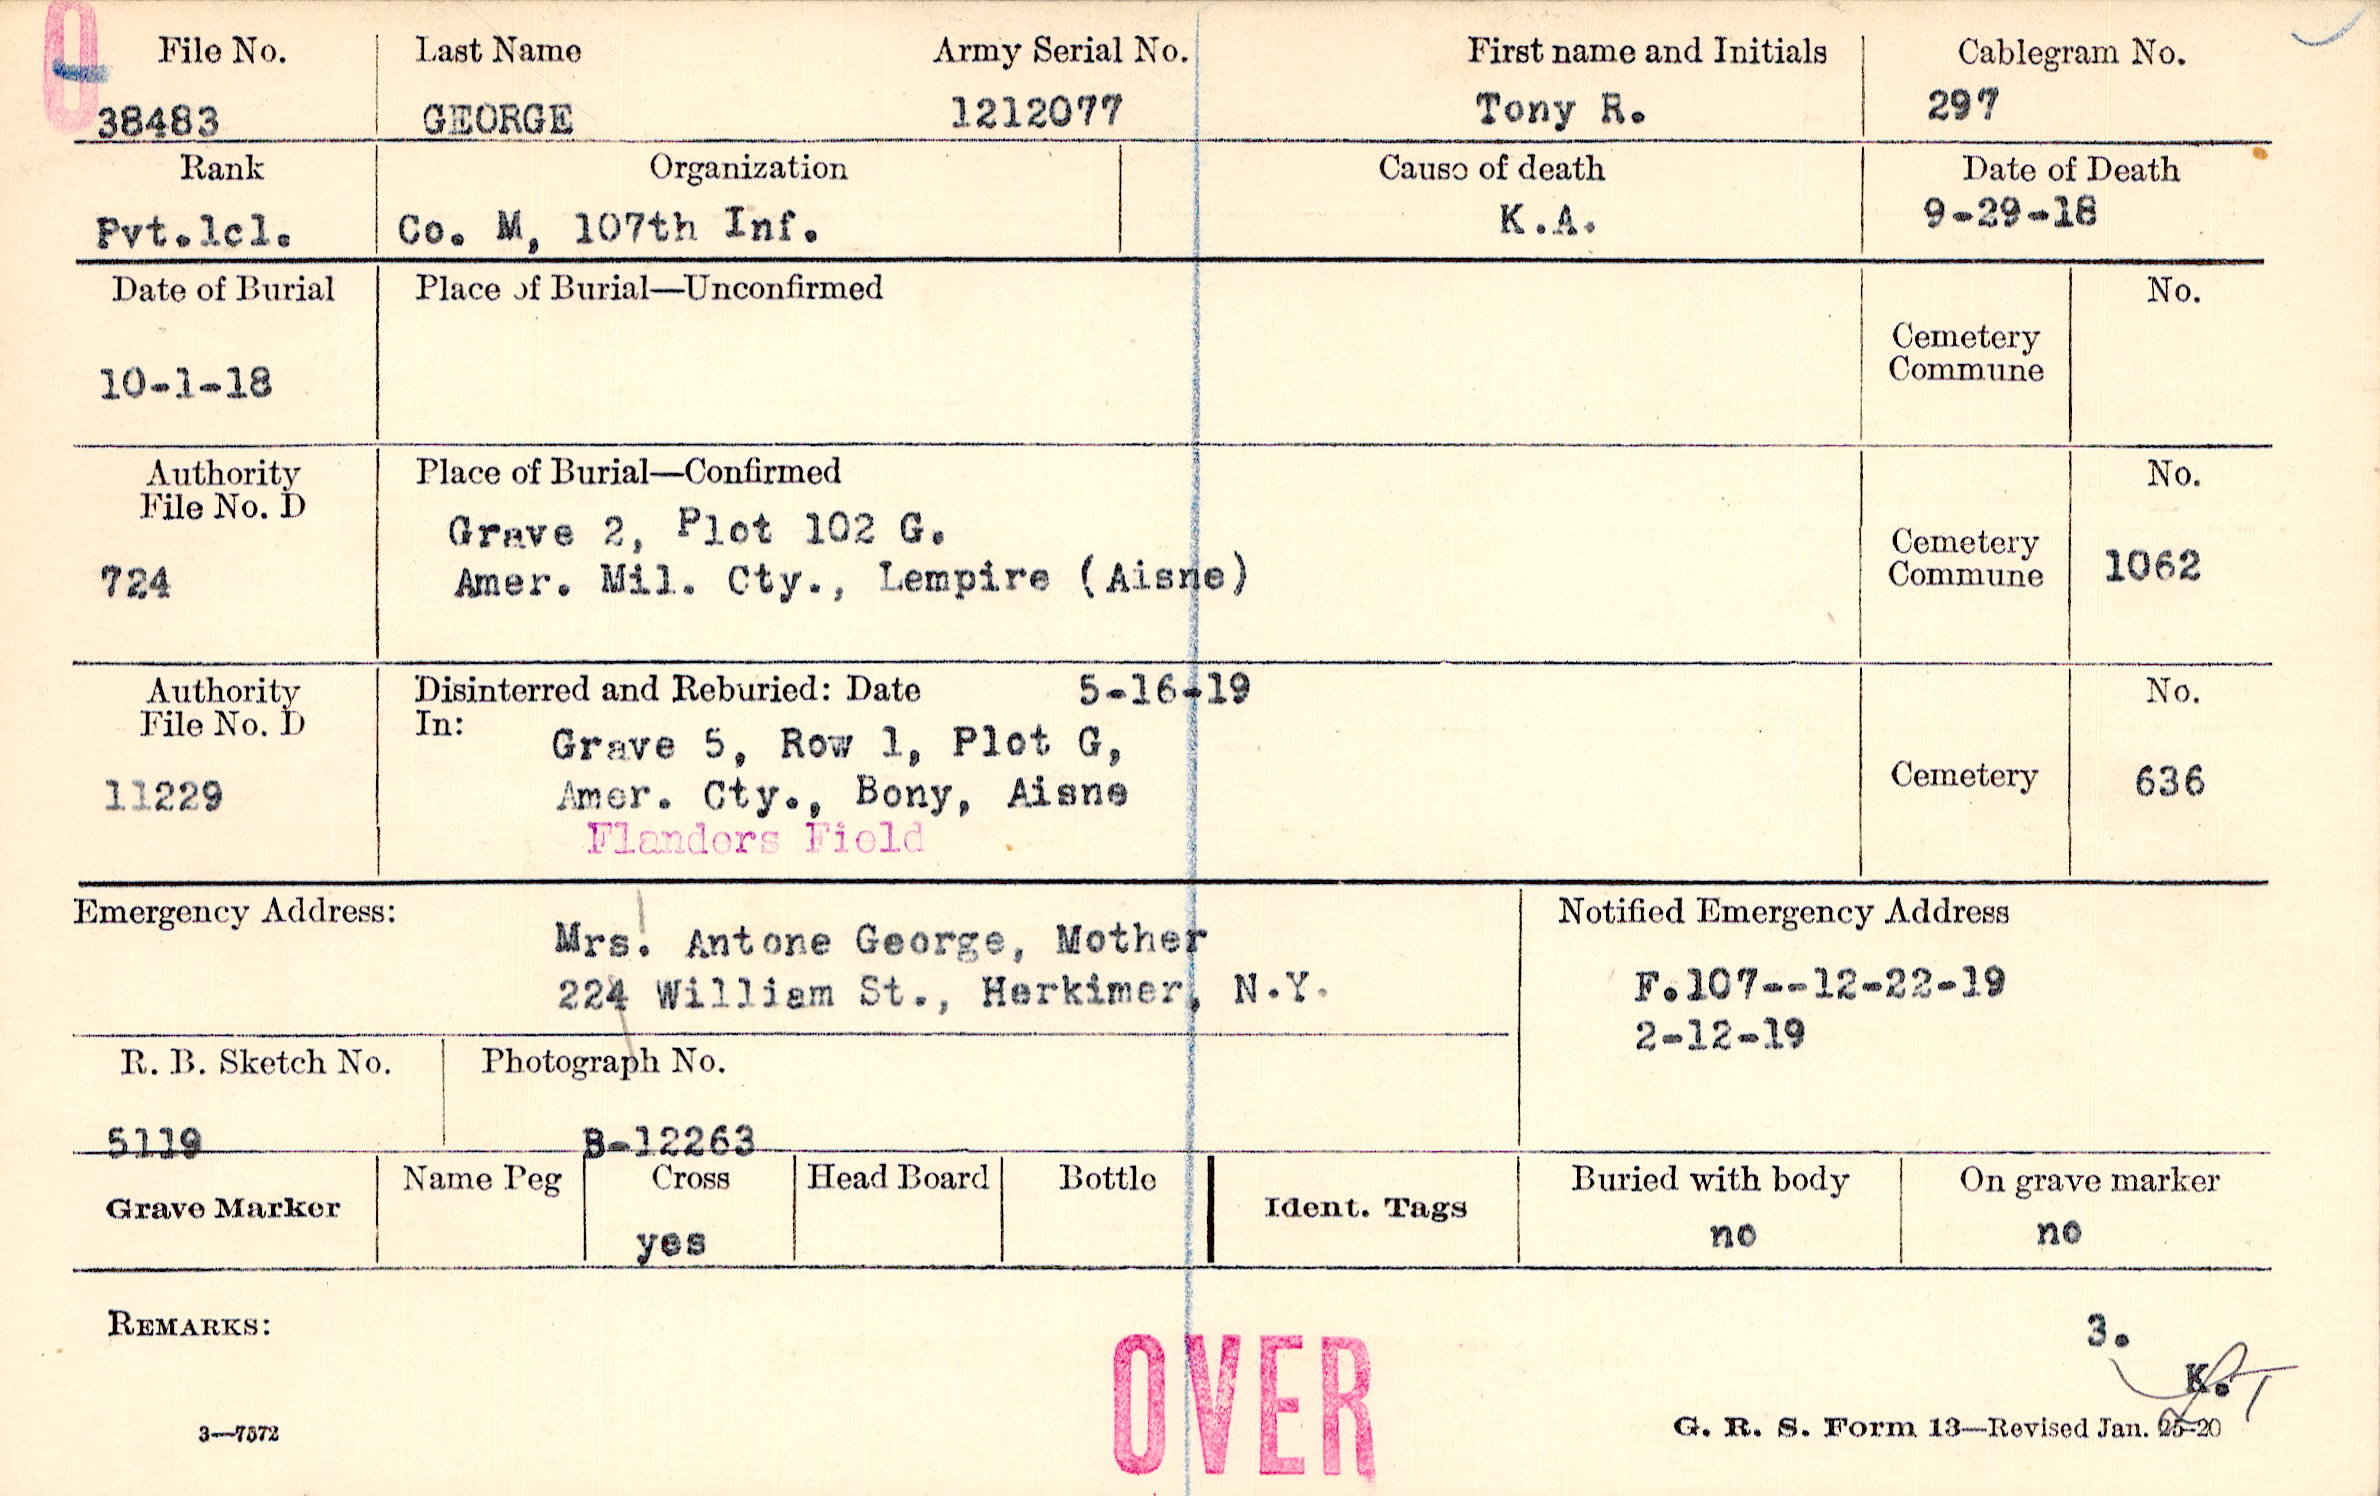 O
File No. Last Name Army Serial No. First name and Initials Cablegram No.
38483 GEORGE 1212077 Tony R. 297
Rank Organization Cause of death Date of Death
Pvt.1cl. Co. M, 107th Inf. K.A. 9-29-18
Date of Burial Place of Burial—Unconfirmed No.
Cemetery
Commune
10-1-18
Authority Place of Burial—Confirmed No.
File No. D
Grave 2, Plot 102 G.
Cemetery
724 Amer. Mil. Cty., Lempire (Aisne) Commune 1062
Authority Disinterred and Reburied: Date 5-16-19 No.
File No. D In:
Grave 5, Row 1, Plot G,
11229 Amer. Cty., Bony, Aisne Cemetery 636
Flanders Field
Emergency Address: Notified Emergency Address
Mrs. Antone George, Mother
224 William St., Herkimer, N.Y. F.107--12-22-19
2-12-19
R. B. Sketch No. Photograph No.
5119 B-12263
Grave Marker Name Peg Cross Head Board Bottle Ident. Tags Buried with body On grave marker
yes no no
REMARKS:
3.
K.
OVER
3—7572 G. R. S. Form 13—Revised Jan. 25-20